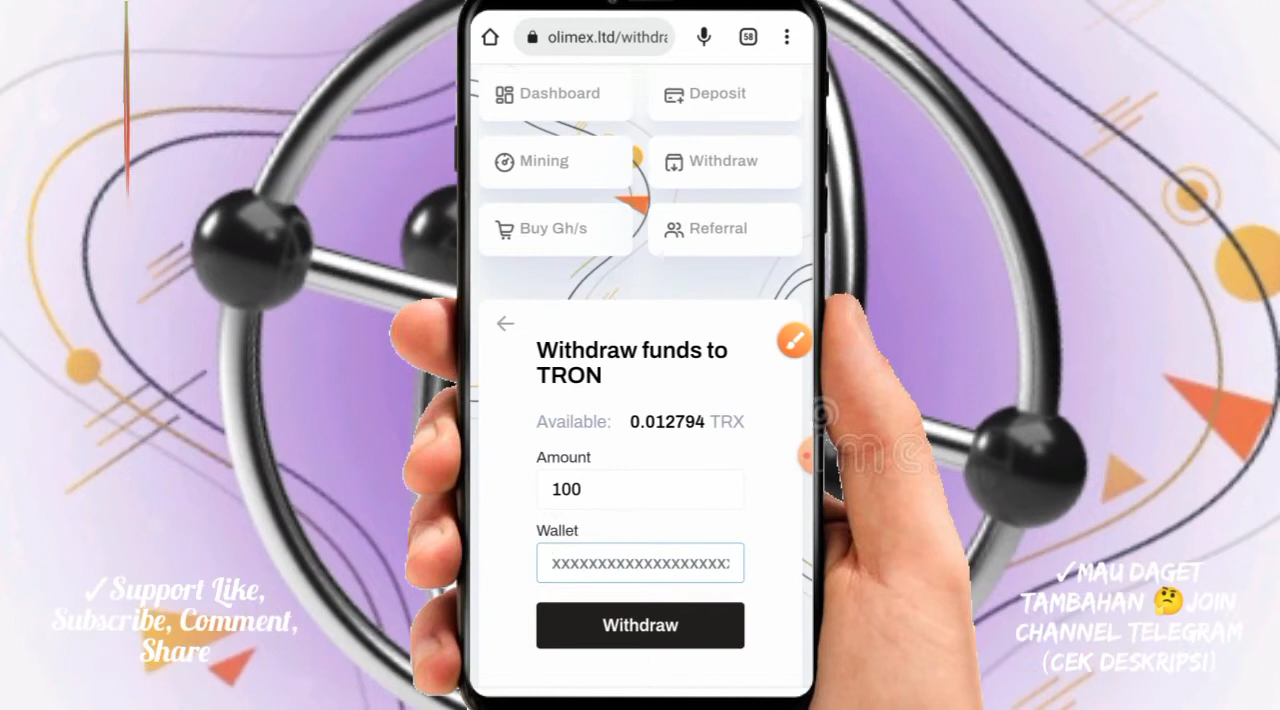 olimex.ltd/withdra
58
Dashboard
Deposit
Mining
Withdraw
Buy Gh/s
Referral
Withdraw funds to
TRON
Available: 0.012794 TRX
Amount
100
Wallet
xxxxxxxxxxxxxxxxxxx
Withdraw
✓Support Like,
Subscribe, Comment,
Share
✓MAU DAGET
TAMBAHAN 🤔JOIN
CHANNEL TELEGRAM
(CEK DESKRIPSI)